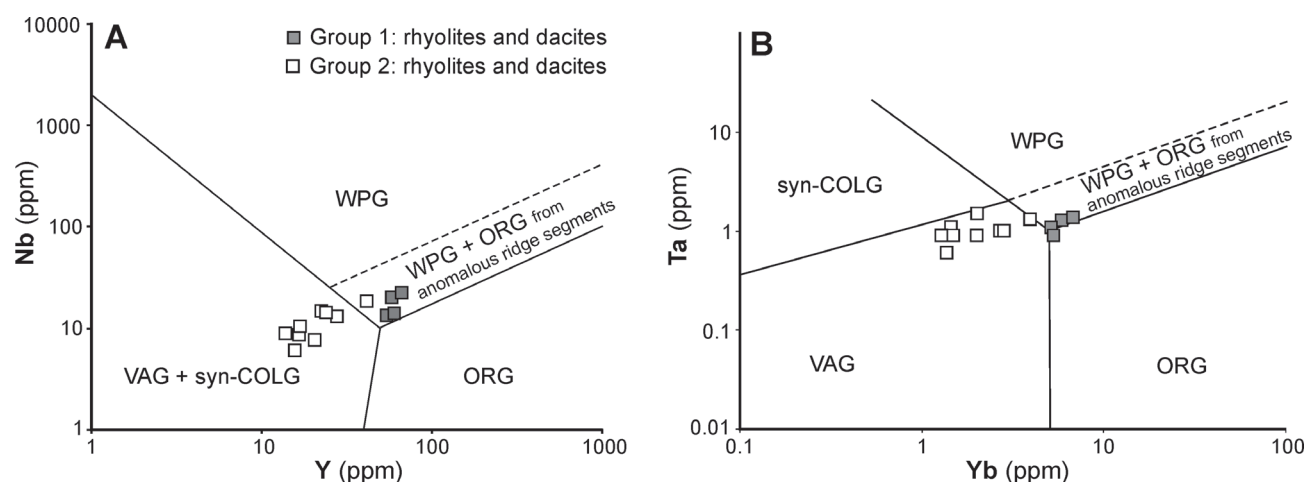 A
10000
1000
100
10
1
Nb (ppm)
Group 1: rhyolites and dacites
Group 2: rhyolites and dacites
WPG
WPG + ORG from
anomalous ridge segments
VAG + syn-COLG
ORG
1
10
100
1000
Y (ppm)
B
10
1
0.1
0.01
Ta (ppm)
WPG
syn-COLG
WPG + ORG from
anomalous ridge segments
VAG
ORG
0.1
1
10
100
Yb (ppm)